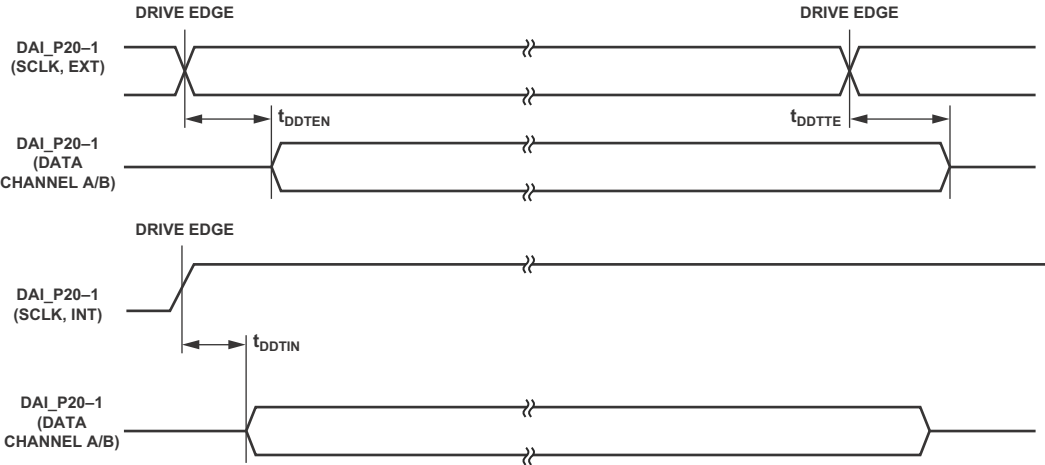 DRIVE EDGE
DRIVE EDGE
DAI_P20–1
(SCLK, EXT)
tDDTEN
tDDTTE
DAI_P20–1
(DATA
CHANNEL A/B)
DRIVE EDGE
DAI_P20–1
(SCLK, INT)
tDDTIN
DAI_P20–1
(DATA
CHANNEL A/B)